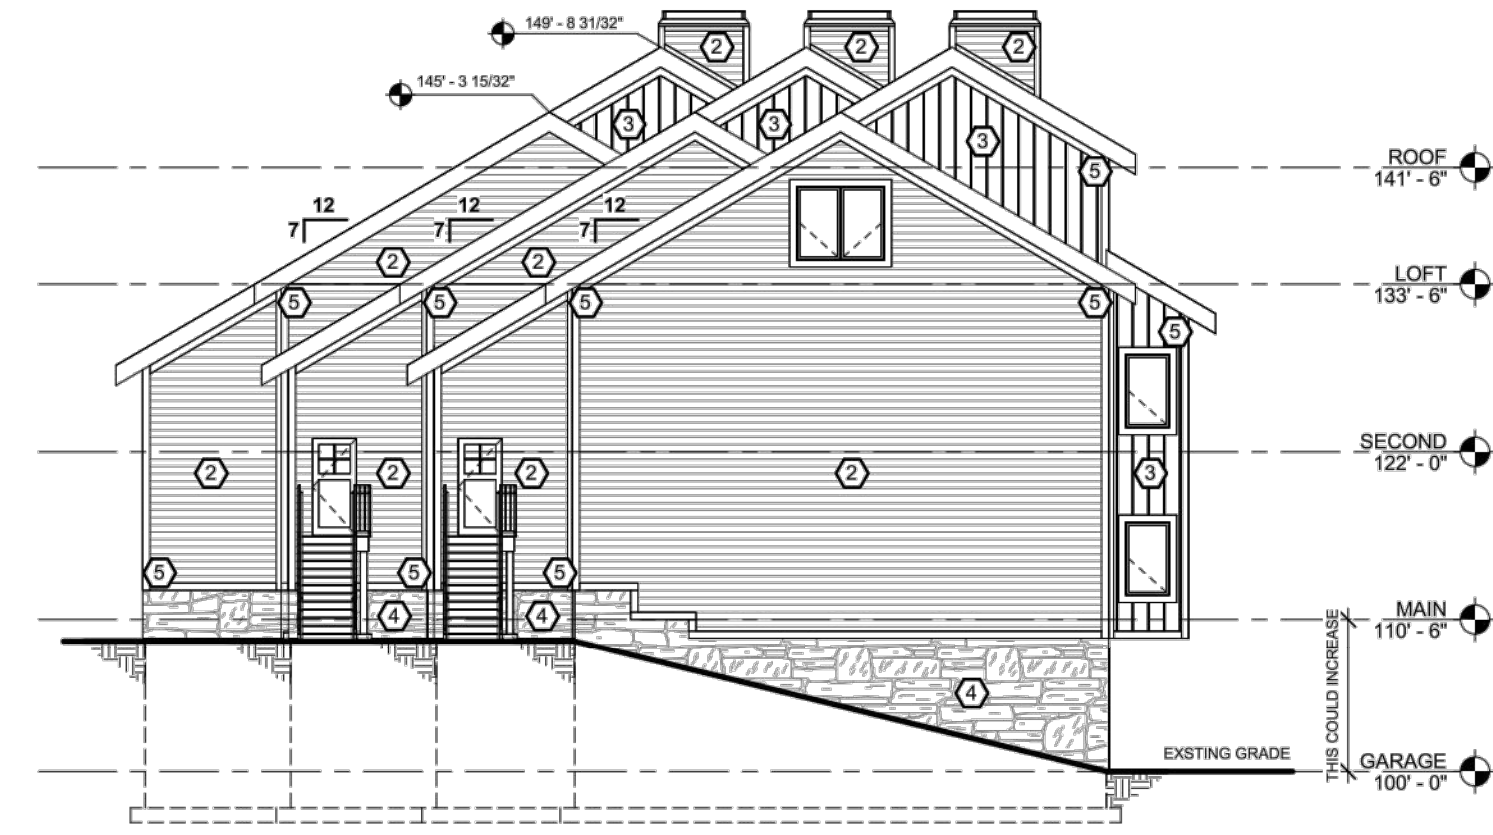 149' - 8 31/32"
2
2
2
145' - 3 15/32"
3
3
3
ROOF
141' - 6"
5
12
7
12
7
12
7
2
2
LOFT
133' - 6"
5
5
5
5
5
SECOND
122' - 0"
2
2
2
2
3
5
5
5
4
4
MAIN
110' - 6"
THIS COULD INCREASE
4
EXSTING GRADE
GARAGE
100' - 0"